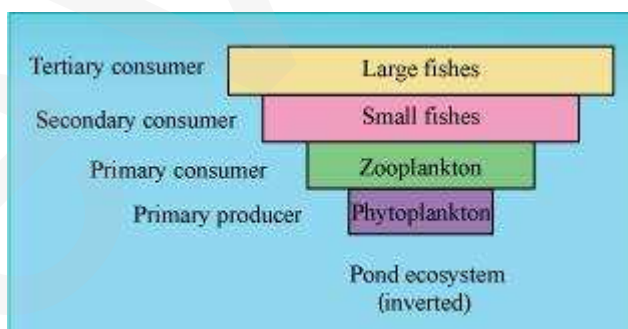 Tertiary consumer Large fishes
Secondary consumer Small fishes
Primary consumer Zooplankton
Primary producer Phytoplankton
Pond ecosystem
(inverted)